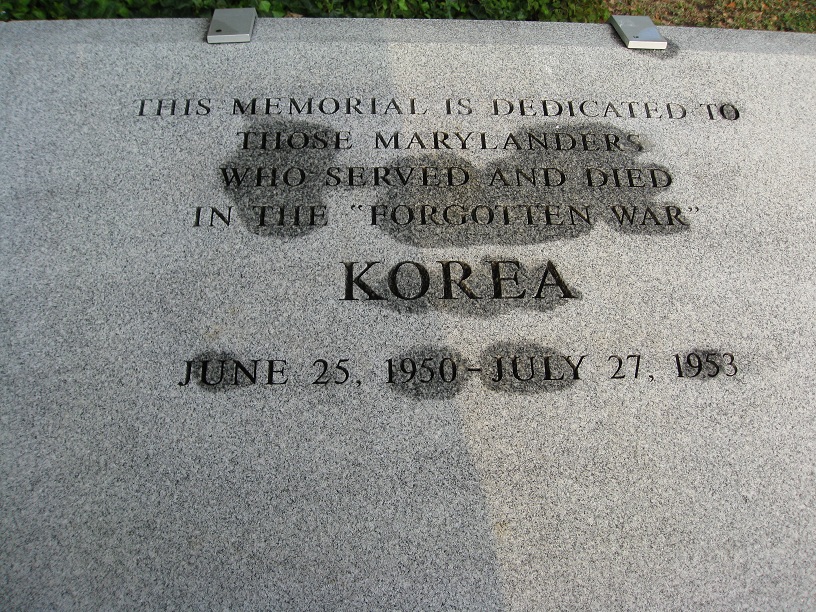 THIS MEMORIAL IS DEDICATED TO
THOSE MARYLANDERS
WHO SERVED AND DIED
IN THE "FORGOTTEN WAR"
KOREA
JUNE 25, 1950 - JULY 27, 1953